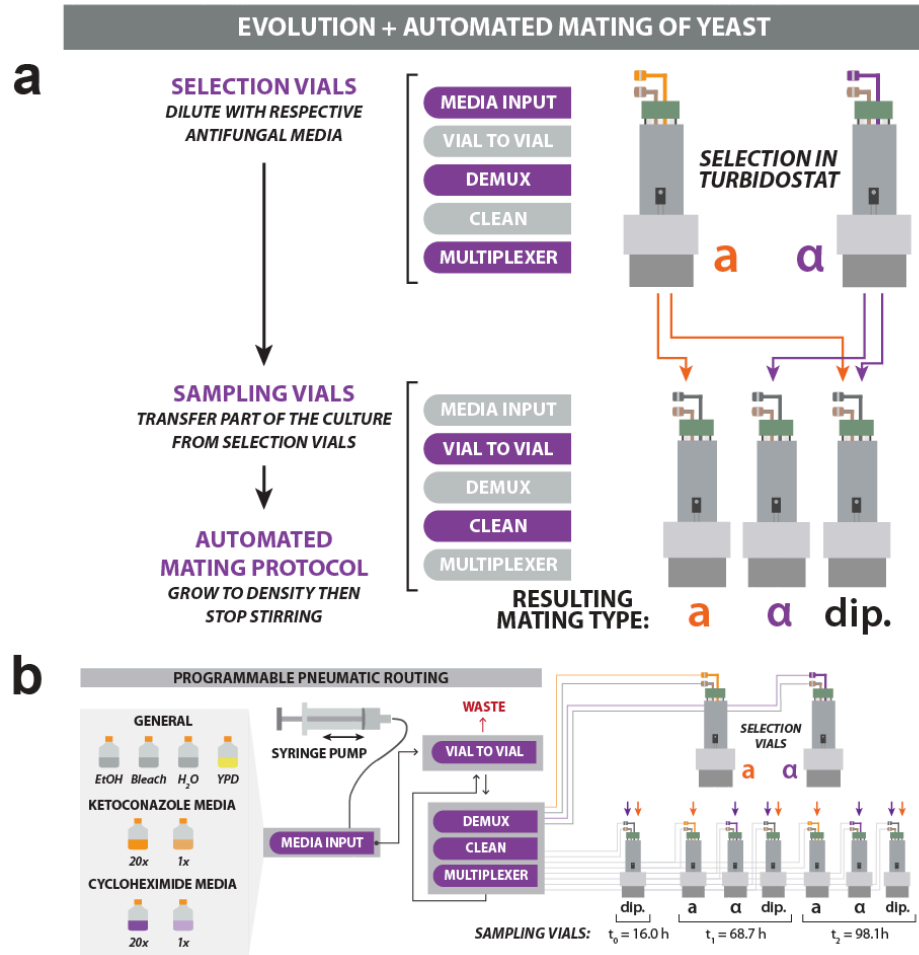 EVOLUTION + AUTOMATED MATING OF YEAST
a
SELECTION VIALS
DILUTE WITH RESPECTIVE
ANTIFUNGAL MEDIA
MEDIA INPUT
VIAL TO VIAL
DEMUX
CLEAN
MULTIPLEXER
SELECTION IN
TURBIDOSTAT
a
α
SAMPLING VIALS
TRANSFER PART OF THE CULTURE
FROM SELECTION VIALS
AUTOMATED
MATING PROTOCOL
GROW TO DENSITY THEN
STOP STIRRING
MEDIA INPUT
VIAL TO VIAL
DEMUX
CLEAN
MULTIPLEXER
RESULTING
MATING TYPE:
a
α
dip.
b
PROGRAMMABLE PNEUMATIC ROUTING
GENERAL
EtOH
Bleach
H₂O
YPD
KETOCONAZOLE MEDIA
20x
1x
CYCLOHEXIMIDE MEDIA
20x
1x
SYRINGE PUMP
MEDIA INPUT
WASTE
VIAL TO VIAL
DEMUX
CLEAN
MULTIPLEXER
SELECTION
VIALS
a
α
dip.
a
α
dip.
a
α
dip.
SAMPLING VIALS:
t₀ = 16.0 h
t₁ = 68.7 h
t₂ = 98.1h